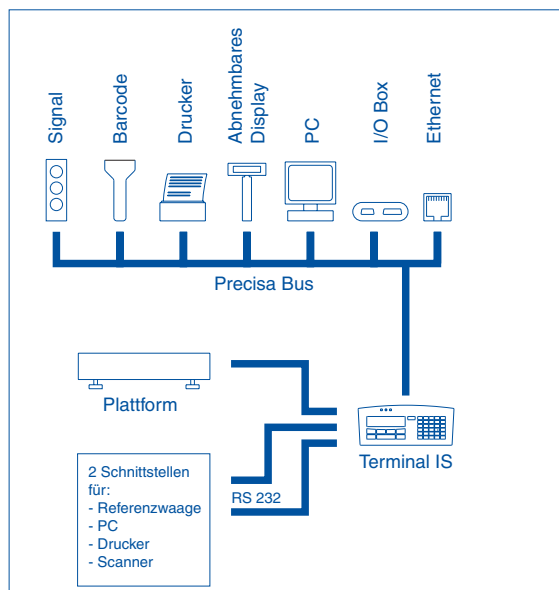 Signal
Barcode
Drucker
Abnehmbares
Display
PC
I/O Box
Ethernet
Precisa Bus
Plattform
Terminal IS
2 Schnittstellen
für:
- Referenzwaage
- PC
- Drucker
- Scanner
RS 232